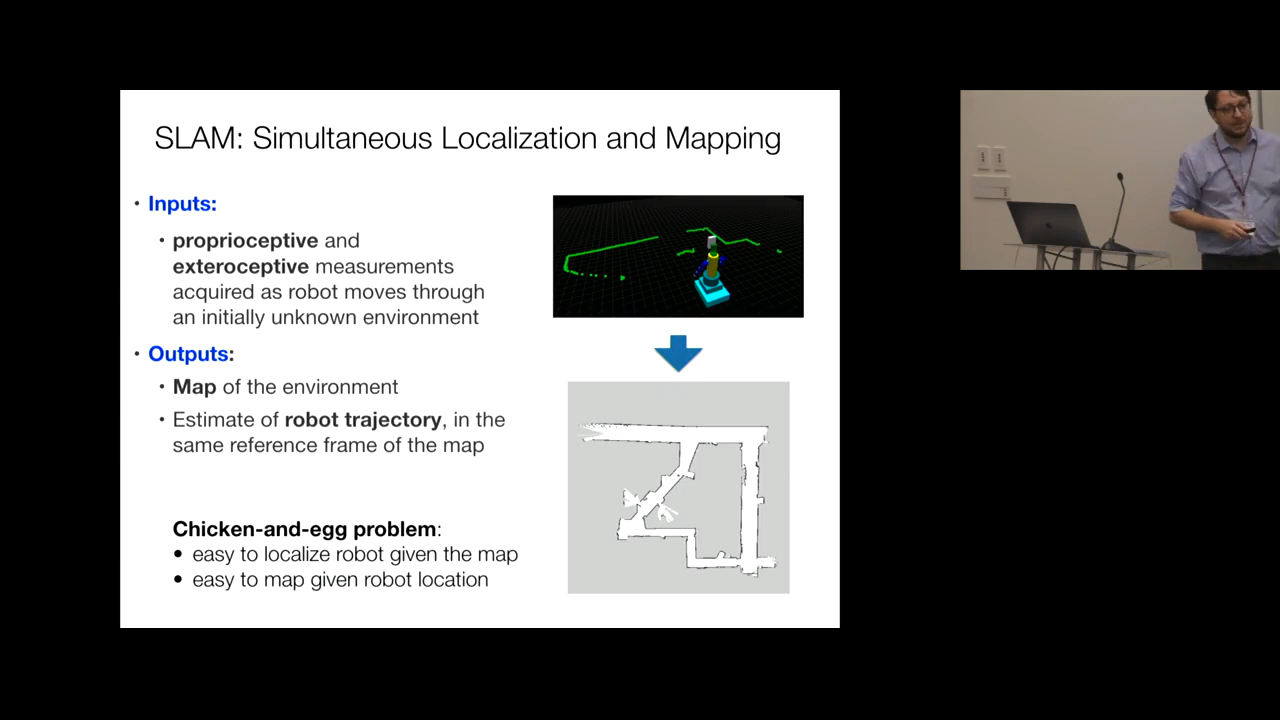 SLAM: Simultaneous Localization and Mapping
• Inputs:
• proprioceptive and
exteroceptive measurements
acquired as robot moves through
an initially unknown environment
• Outputs:
• Map of the environment
• Estimate of robot trajectory, in the
same reference frame of the map
Chicken-and-egg problem:
• easy to localize robot given the map
• easy to map given robot location